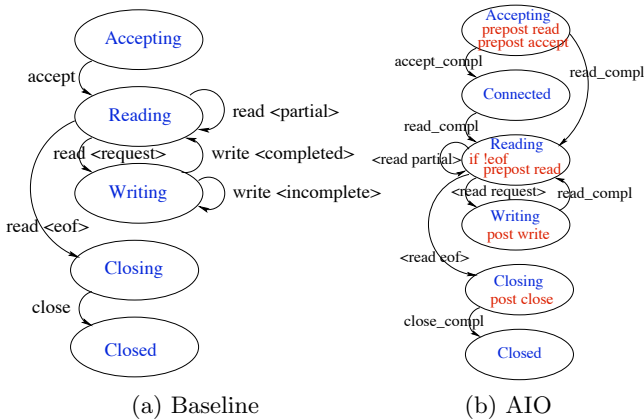 Accepting
accept
Reading
read <partial>
read <request>
write <completed>
Writing
write <incomplete>
read <eof>
Closing
close
Closed
(a) Baseline
Accepting
prepost read
prepost accept
accept_compl
read_compl
Connected
read_compl
Reading
<read partial>
if !eof
prepost read
<read request>
read_compl
Writing
post write
<read eof>
Closing
post close
close_compl
Closed
(b) AIO